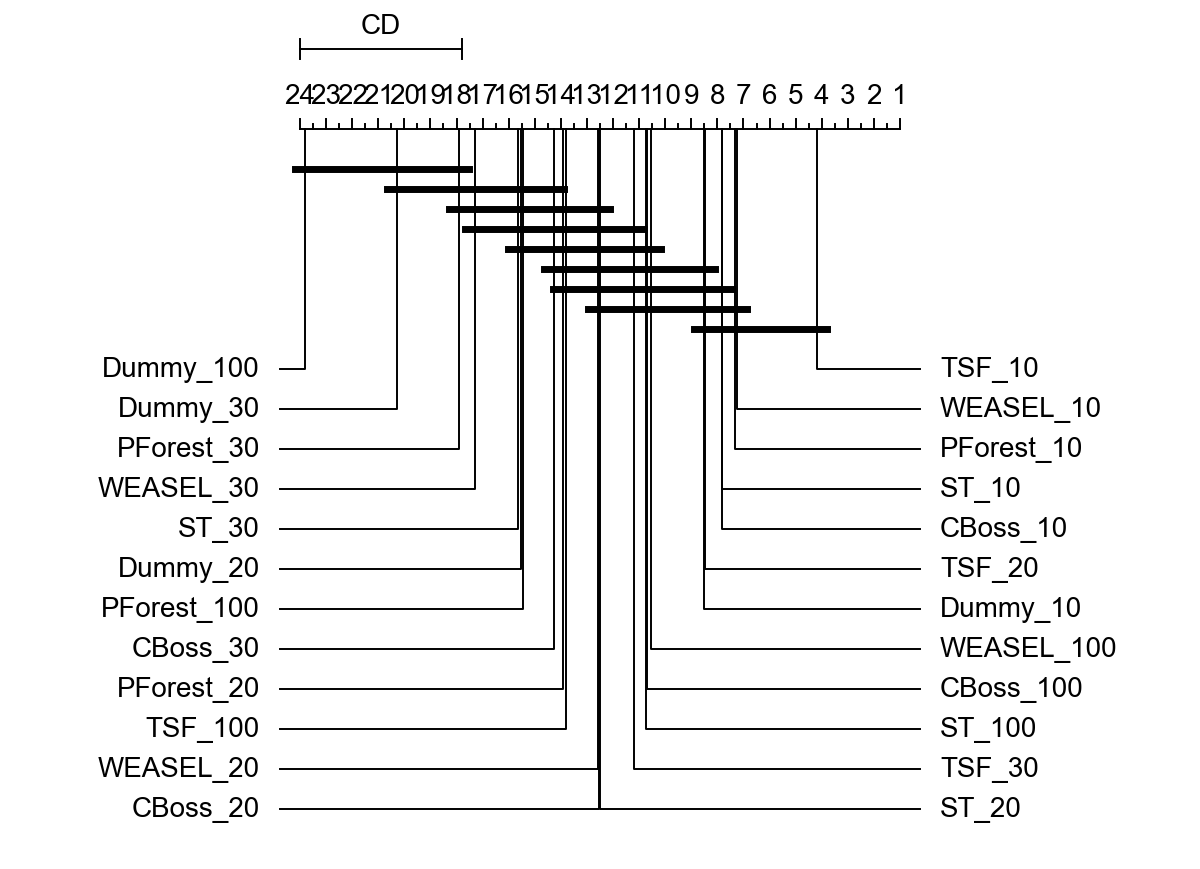 CD
24 23 22 21 20 19 18 17 16 15 14 13 12 11 10 9 8 7 6 5 4 3 2 1
Dummy_100 TSF_10
Dummy_30 WEASEL_10
PForest_30 PForest_10
WEASEL_30 ST_10
ST_30 CBoss_10
Dummy_20 TSF_20
PForest_100 Dummy_10
CBoss_30 WEASEL_100
PForest_20 CBoss_100
TSF_100 ST_100
WEASEL_20 TSF_30
CBoss_20 ST_20